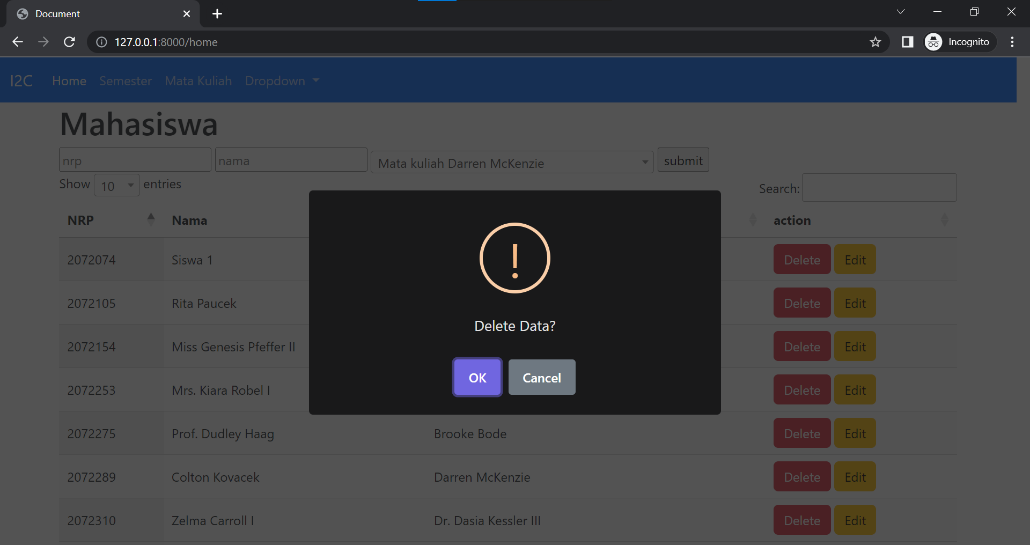 Document
127.0.0.1:8000/home
Incognito
I2C Home Semester Mata Kuliah Dropdown
Mahasiswa
nrp nama Mata kuliah Darren McKenzie submit
Show 10 entries
Search:
NRP Nama action
2072074 Siswa 1 Delete Edit
2072105 Rita Paucek Delete Edit
2072154 Miss Genesis Pfeffer II Delete Edit
2072253 Mrs. Kiara Robel I Delete Edit
2072275 Prof. Dudley Haag Brooke Bode Delete Edit
2072289 Colton Kovacek Darren McKenzie Delete Edit
2072310 Zelma Carroll I Dr. Dasia Kessler III Delete Edit
!
Delete Data?
OK Cancel